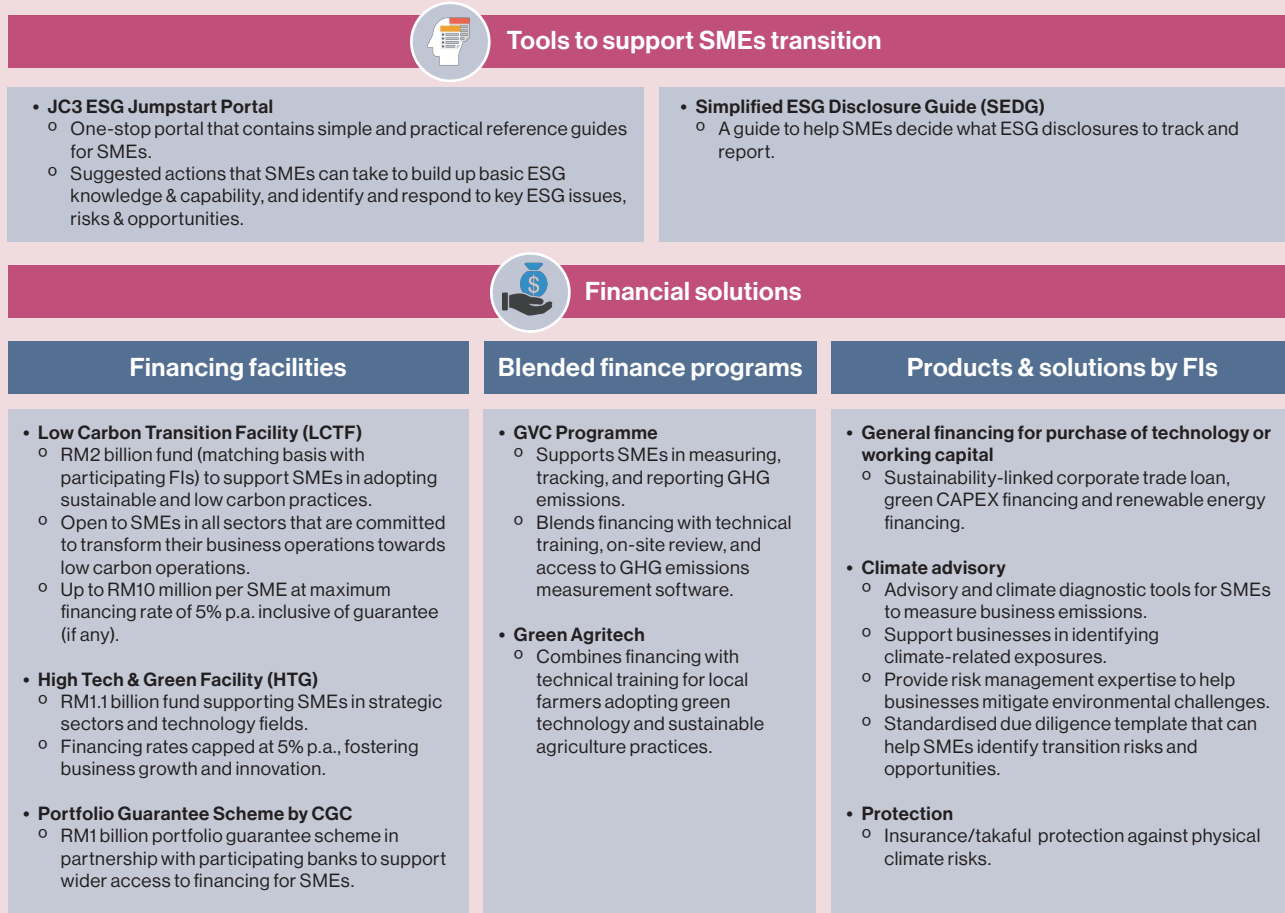 Tools to support SMEs transition
• JC3 ESG Jumpstart Portal
o One-stop portal that contains simple and practical reference guides
for SMEs.
o Suggested actions that SMEs can take to build up basic ESG
knowledge & capability, and identify and respond to key ESG issues,
risks & opportunities.
• Simplified ESG Disclosure Guide (SEDG)
o A guide to help SMEs decide what ESG disclosures to track and
report.
$
Financial solutions
Financing facilities
• Low Carbon Transition Facility (LCTF)
o RM2 billion fund (matching basis with
participating FIs) to support SMEs in adopting
sustainable and low carbon practices.
o Open to SMEs in all sectors that are committed
to transform their business operations towards
low carbon operations.
o Up to RM10 million per SME at maximum
financing rate of 5% p.a. inclusive of guarantee
(if any).
• High Tech & Green Facility (HTG)
o RM1.1 billion fund supporting SMEs in strategic
sectors and technology fields.
o Financing rates capped at 5% p.a., fostering
business growth and innovation.
• Portfolio Guarantee Scheme by CGC
o RM1 billion portfolio guarantee scheme in
partnership with participating banks to support
wider access to financing for SMEs.
Blended finance programs
• GVC Programme
o Supports SMEs in measuring,
tracking, and reporting GHG
emissions.
o Blends financing with technical
training, on-site review, and
access to GHG emissions
measurement software.
• Green Agritech
o Combines financing with
technical training for local
farmers adopting green
technology and sustainable
agriculture practices.
Products & solutions by FIs
• General financing for purchase of technology or
working capital
o Sustainability-linked corporate trade loan,
green CAPEX financing and renewable energy
financing.
• Climate advisory
o Advisory and climate diagnostic tools for SMEs
to measure business emissions.
o Support businesses in identifying
climate-related exposures.
o Provide risk management expertise to help
businesses mitigate environmental challenges.
o Standardised due diligence template that can
help SMEs identify transition risks and
opportunities.
• Protection
o Insurance/takaful protection against physical
climate risks.